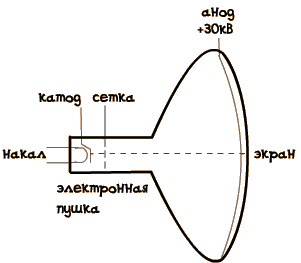 анод
+30кВ
катод сетка
накал
экран
электронная
пушка